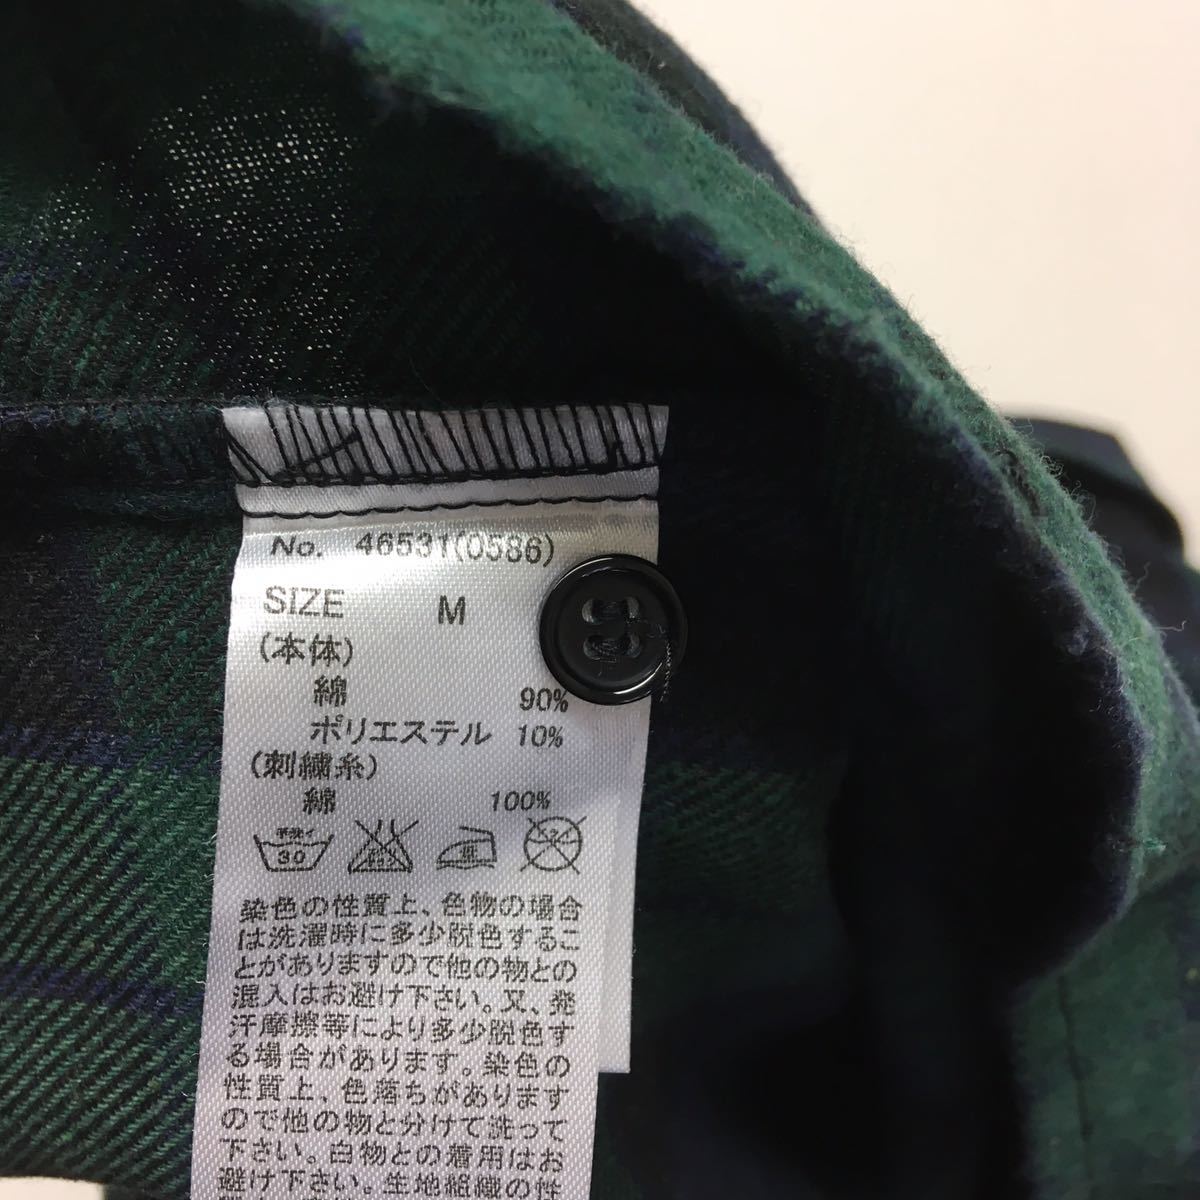 No. 46531(0586)
SIZE M
(本体)
綿 90%
ポリエステル 10%
(刺繍糸)
綿 100%
手洗イ
30
染色の性質上、色物の場合
は洗濯時に多少脱色するこ
とがありますので他の物との
混入はお避け下さい。又、発
汗摩擦等により多少脱色す
る場合があります。染色の
性質上、色落ちがあります
ので他の物と分けて洗って
下さい。白物との着用はお
避け下さい。生地組織の性